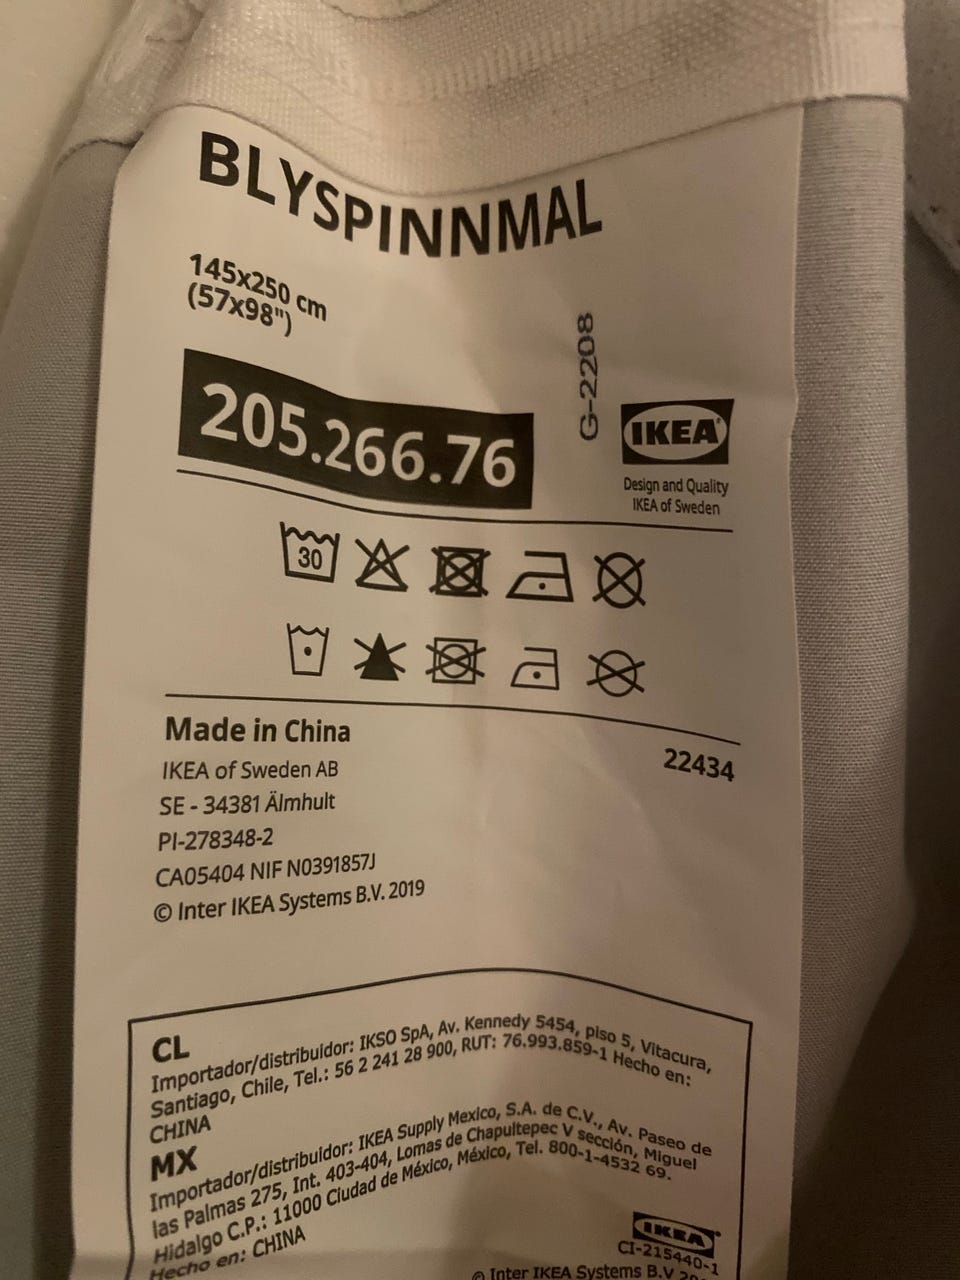 BLYSPINNMAL
145x250 cm
(57x98")
G-2208
205.266.76
IKEA
Design and Quality
IKEA of Sweden
30
Made in China
22434
IKEA of Sweden AB
SE - 34381 Älmhult
PI-278348-2
CA05404 NIF N0391857J
© Inter IKEA Systems B.V. 2019
CL
Importador/distribuidor: IKSO SpA, Av. Kennedy 5454, piso 5, Vitacura,
Santiago, Chile, Tel.: 56 2 241 28 900, RUT: 76.993.859-1 Hecho en:
CHINA
MX
Importador/distribuidor: IKEA Supply Mexico, S.A. de C.V., Av. Paseo de
las Palmas 275, Int. 403-404, Lomas de Chapultepec V sección, Miguel
Hidalgo C.P.: 11000 Ciudad de México, México, Tel. 800-1-4532 69.
Hecho en: CHINA
IKEA
CI-215440-1
© Inter IKEA Systems B.V